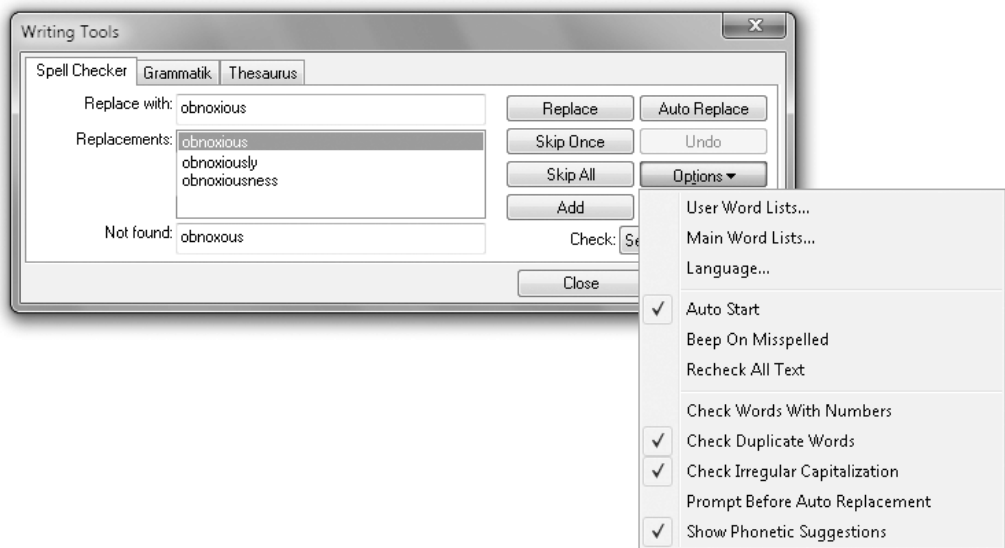 Writing Tools
Spell Checker Grammatik Thesaurus
Replace with: obnoxious Replace Auto Replace
Replacements: obnoxious Skip Once Undo
obnoxiously
obnoxiousness Skip All Options
Add
Not found: obnoxous Check: Se
Close
User Word Lists...
Main Word Lists...
Language...
Auto Start
Beep On Misspelled
Recheck All Text
Check Words With Numbers
Check Duplicate Words
Check Irregular Capitalization
Prompt Before Auto Replacement
Show Phonetic Suggestions